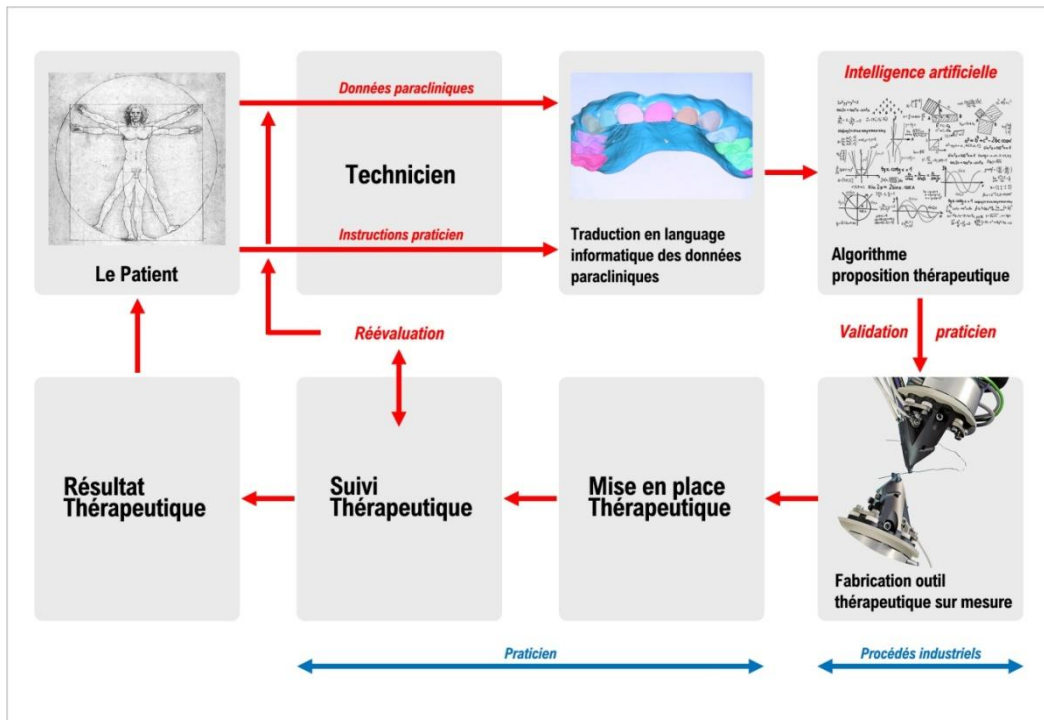 Intelligence artificielle
Données paracliniques
Technicien
Instructions praticien
Traduction en language
informatique des données
paracliniques
Le Patient
Algorithme
proposition thérapeutique
Réévaluation
Validation praticien
Résultat
Thérapeutique
Suivi
Thérapeutique
Mise en place
Thérapeutique
Fabrication outil
thérapeutique sur mesure
Praticien
Procédés industriels